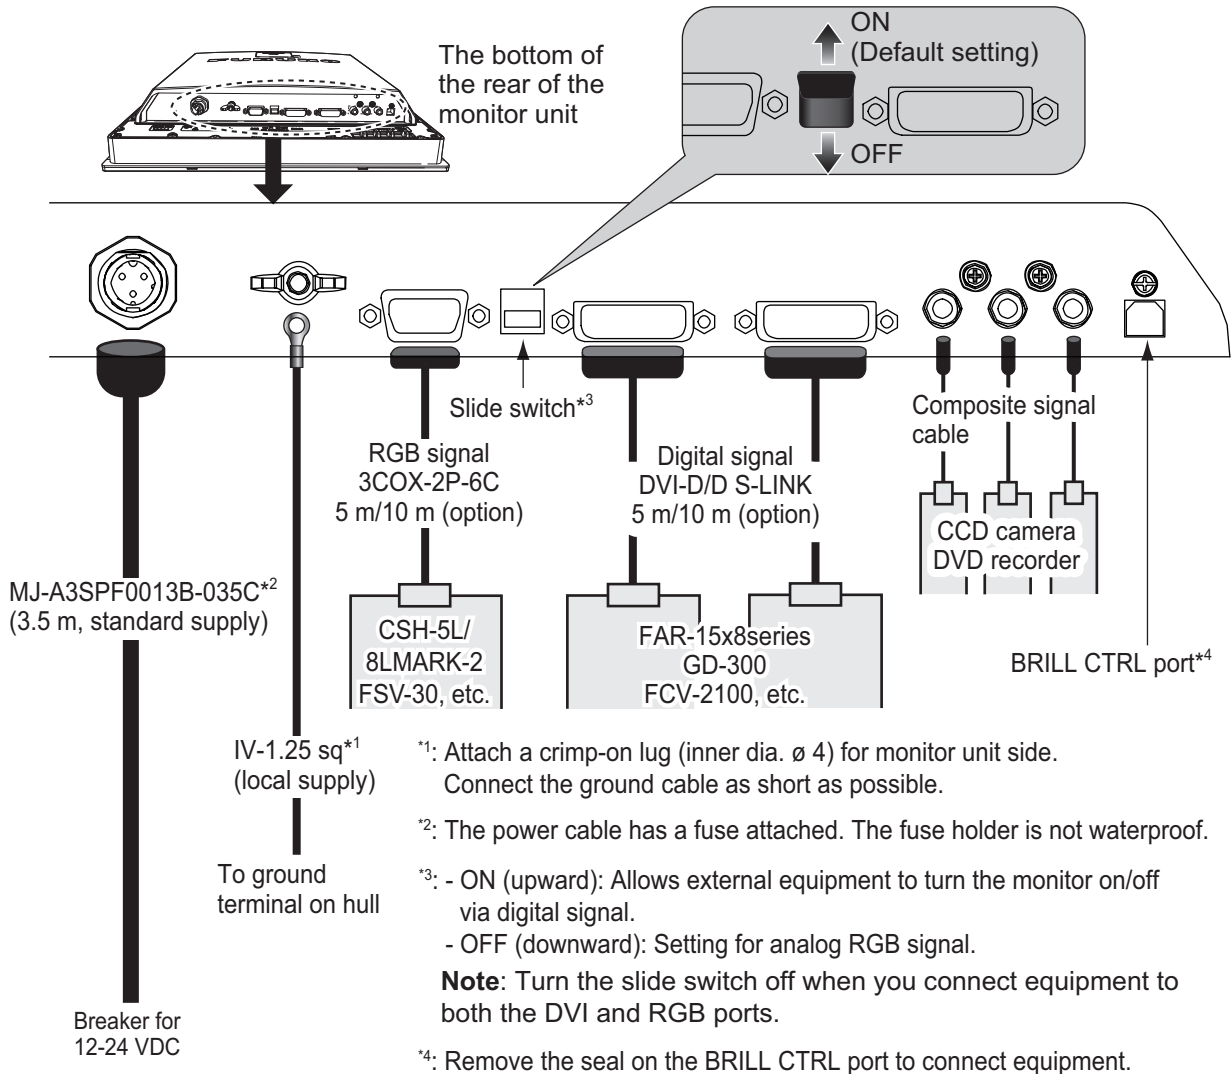 The bottom of
the rear of the
monitor unit
ON
(Default setting)
OFF
Slide switch*3
RGB signal
3COX-2P-6C
5 m/10 m (option)
Digital signal
DVI-D/D S-LINK
5 m/10 m (option)
Composite signal
cable
CCD camera
DVD recorder
MJ-A3SPF0013B-035C*2
(3.5 m, standard supply)
CSH-5L/
8LMARK-2
FSV-30, etc.
FAR-15x8series
GD-300
FCV-2100, etc.
BRILL CTRL port*4
IV-1.25 sq*1
(local supply)
To ground
terminal on hull
Breaker for
12-24 VDC
*1: Attach a crimp-on lug (inner dia. ø 4) for monitor unit side.
Connect the ground cable as short as possible.
*2: The power cable has a fuse attached. The fuse holder is not waterproof.
*3: - ON (upward): Allows external equipment to turn the monitor on/off
via digital signal.
- OFF (downward): Setting for analog RGB signal.
Note: Turn the slide switch off when you connect equipment to
both the DVI and RGB ports.
*4: Remove the seal on the BRILL CTRL port to connect equipment.